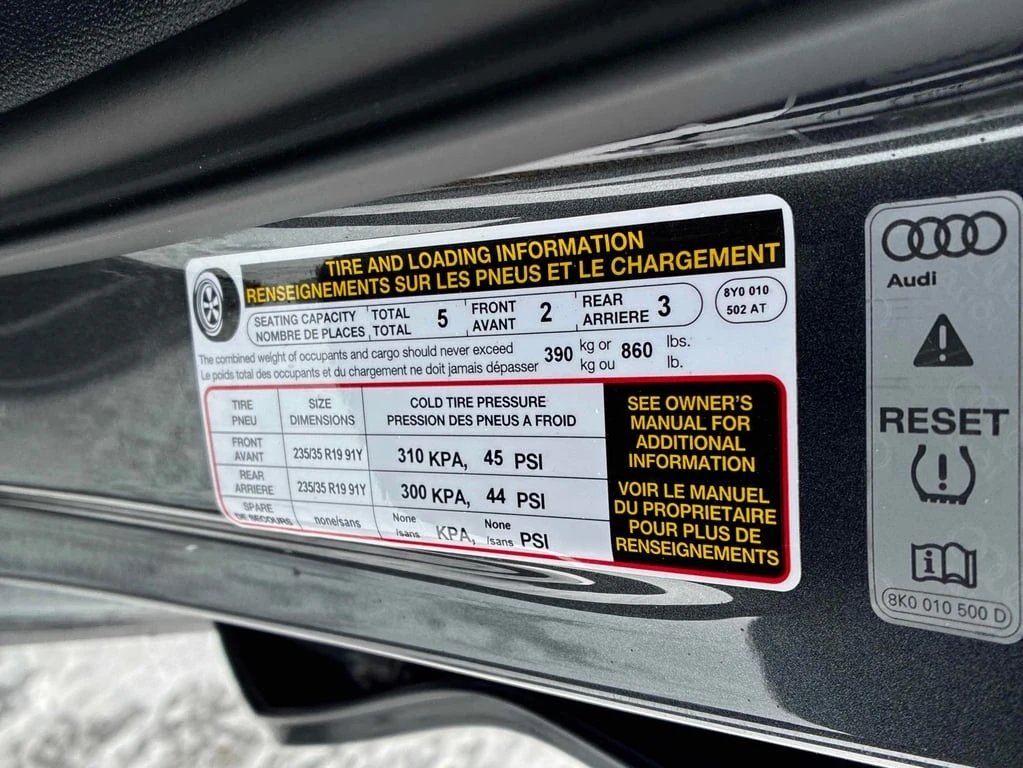 TIRE AND LOADING INFORMATION
RENSEIGNEMENTS SUR LES PNEUS ET LE CHARGEMENT
SEATING CAPACITY TOTAL 5 FRONT 2 REAR 3
NOMBRE DE PLACES TOTAL AVANT ARRIERE
8Y0 010
502 AT
The combined weight of occupants and cargo should never exceed 390 kg or 860 lbs.
Le poids total des occupants et du chargement ne doit jamais dépasser kg ou lb.
TIRE SIZE COLD TIRE PRESSURE
PNEU DIMENSIONS PRESSION DES PNEUS A FROID
FRONT
AVANT 235/35 R19 91Y 310 KPA, 45 PSI
REAR
ARRIERE 235/35 R19 91Y 300 KPA, 44 PSI
SPARE None None
DE SECOURS none/sans /sans KPA, /sans PSI
SEE OWNER'S
MANUAL FOR
ADDITIONAL
INFORMATION
VOIR LE MANUEL
DU PROPRIETAIRE
POUR PLUS DE
RENSEIGNEMENTS
Audi
RESET
8K0 010 500 D